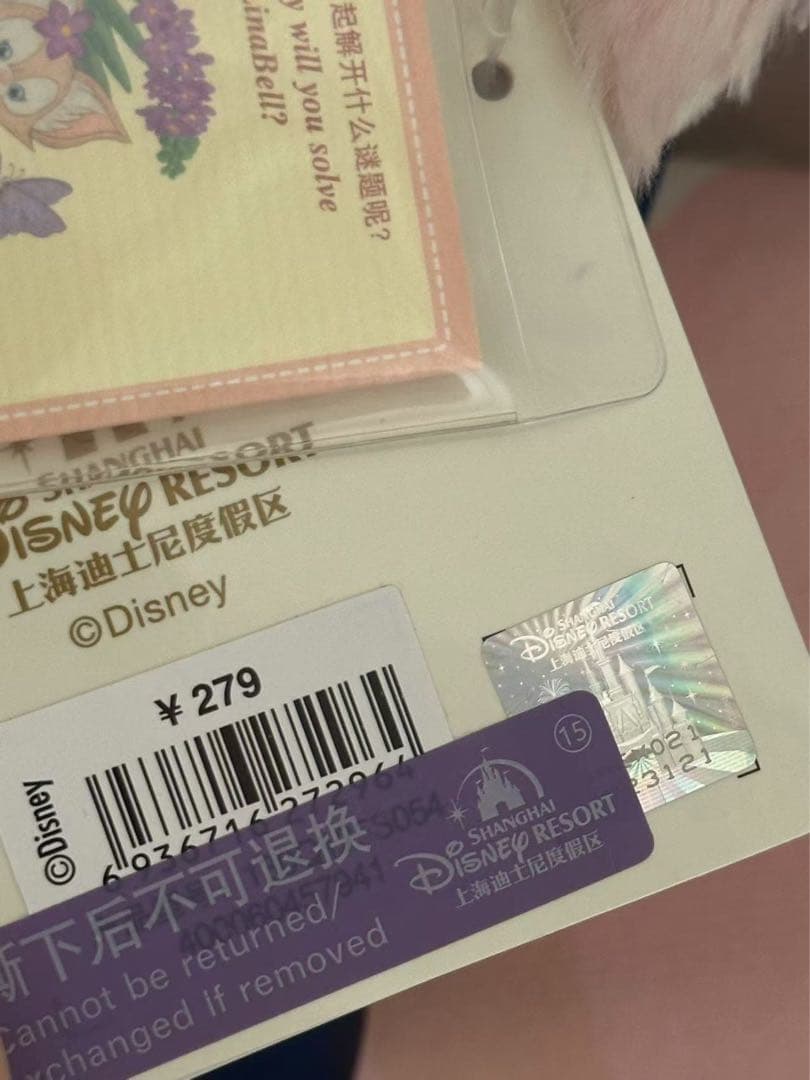 起解开什么谜题呢?
y will you solve
LinaBell?
SHANGHAI
DISNEY RESORT
上海迪士尼度假区
©Disney
¥ 279
©Disney
SHANGHAI
DISNEY RESORT
上海迪士尼度假区
021
23121
15
SHANGHAI
DISNEY RESORT
上海迪士尼度假区
撕下后不可退换
Cannot be returned/
exchanged if removed